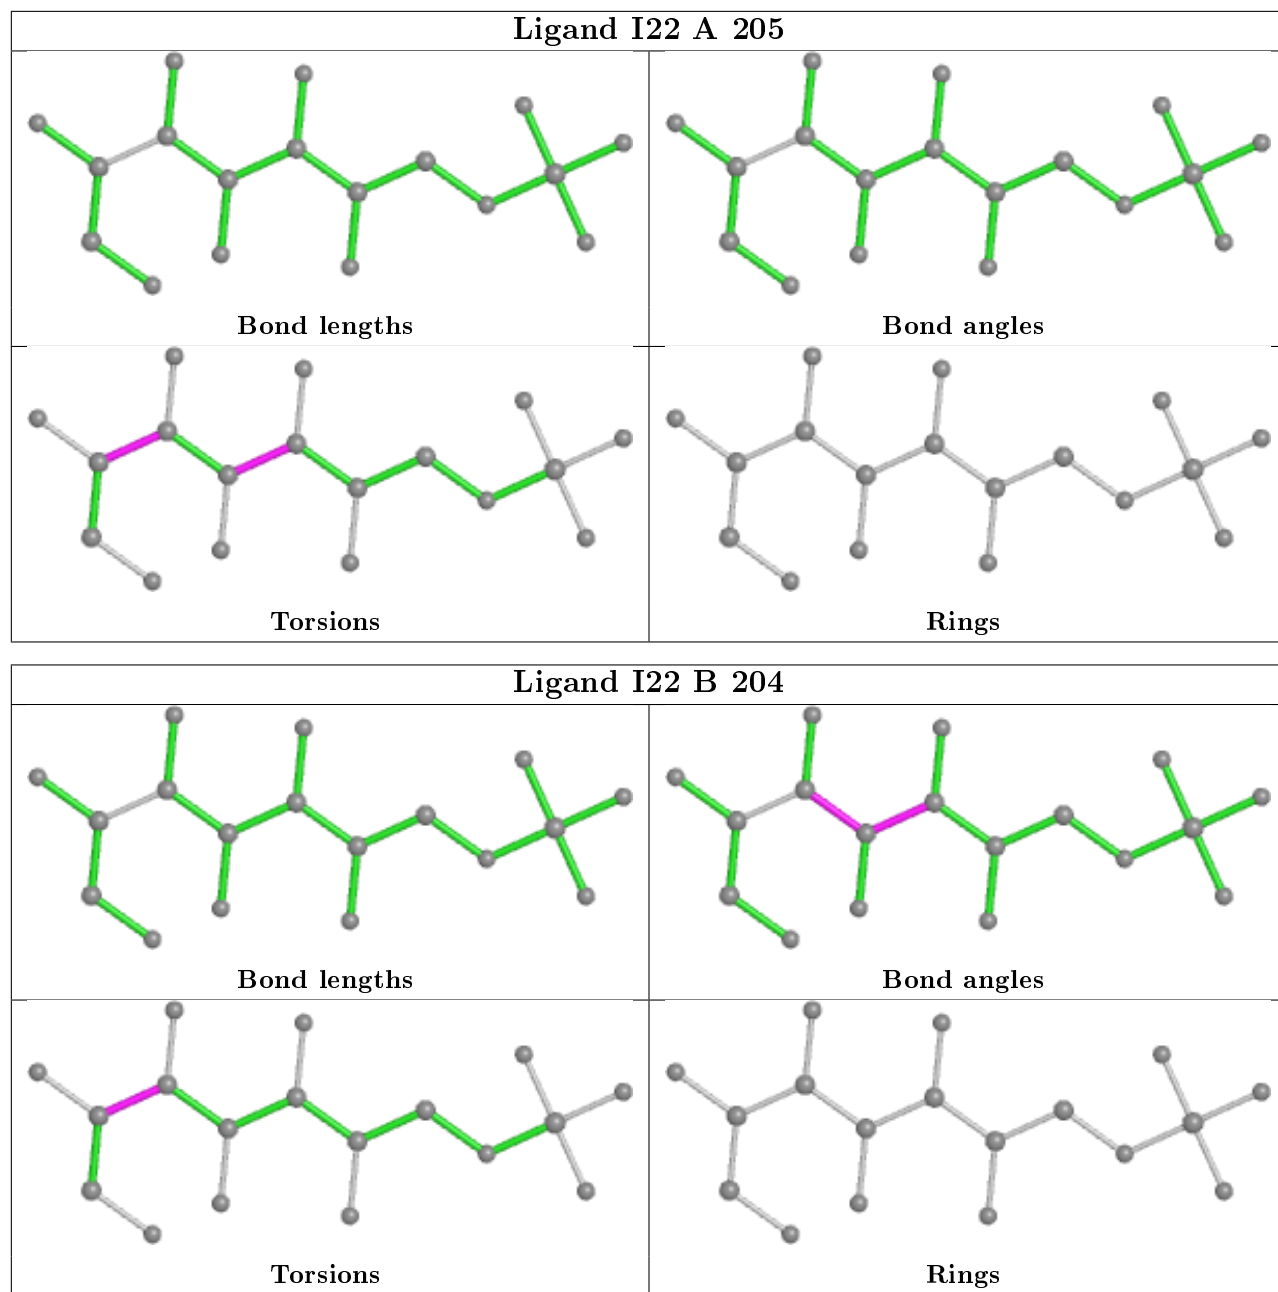 Ligand I22 A 205
Bond lengths
Bond angles
Torsions
Rings
Ligand I22 B 204
Bond lengths
Bond angles
Torsions
Rings